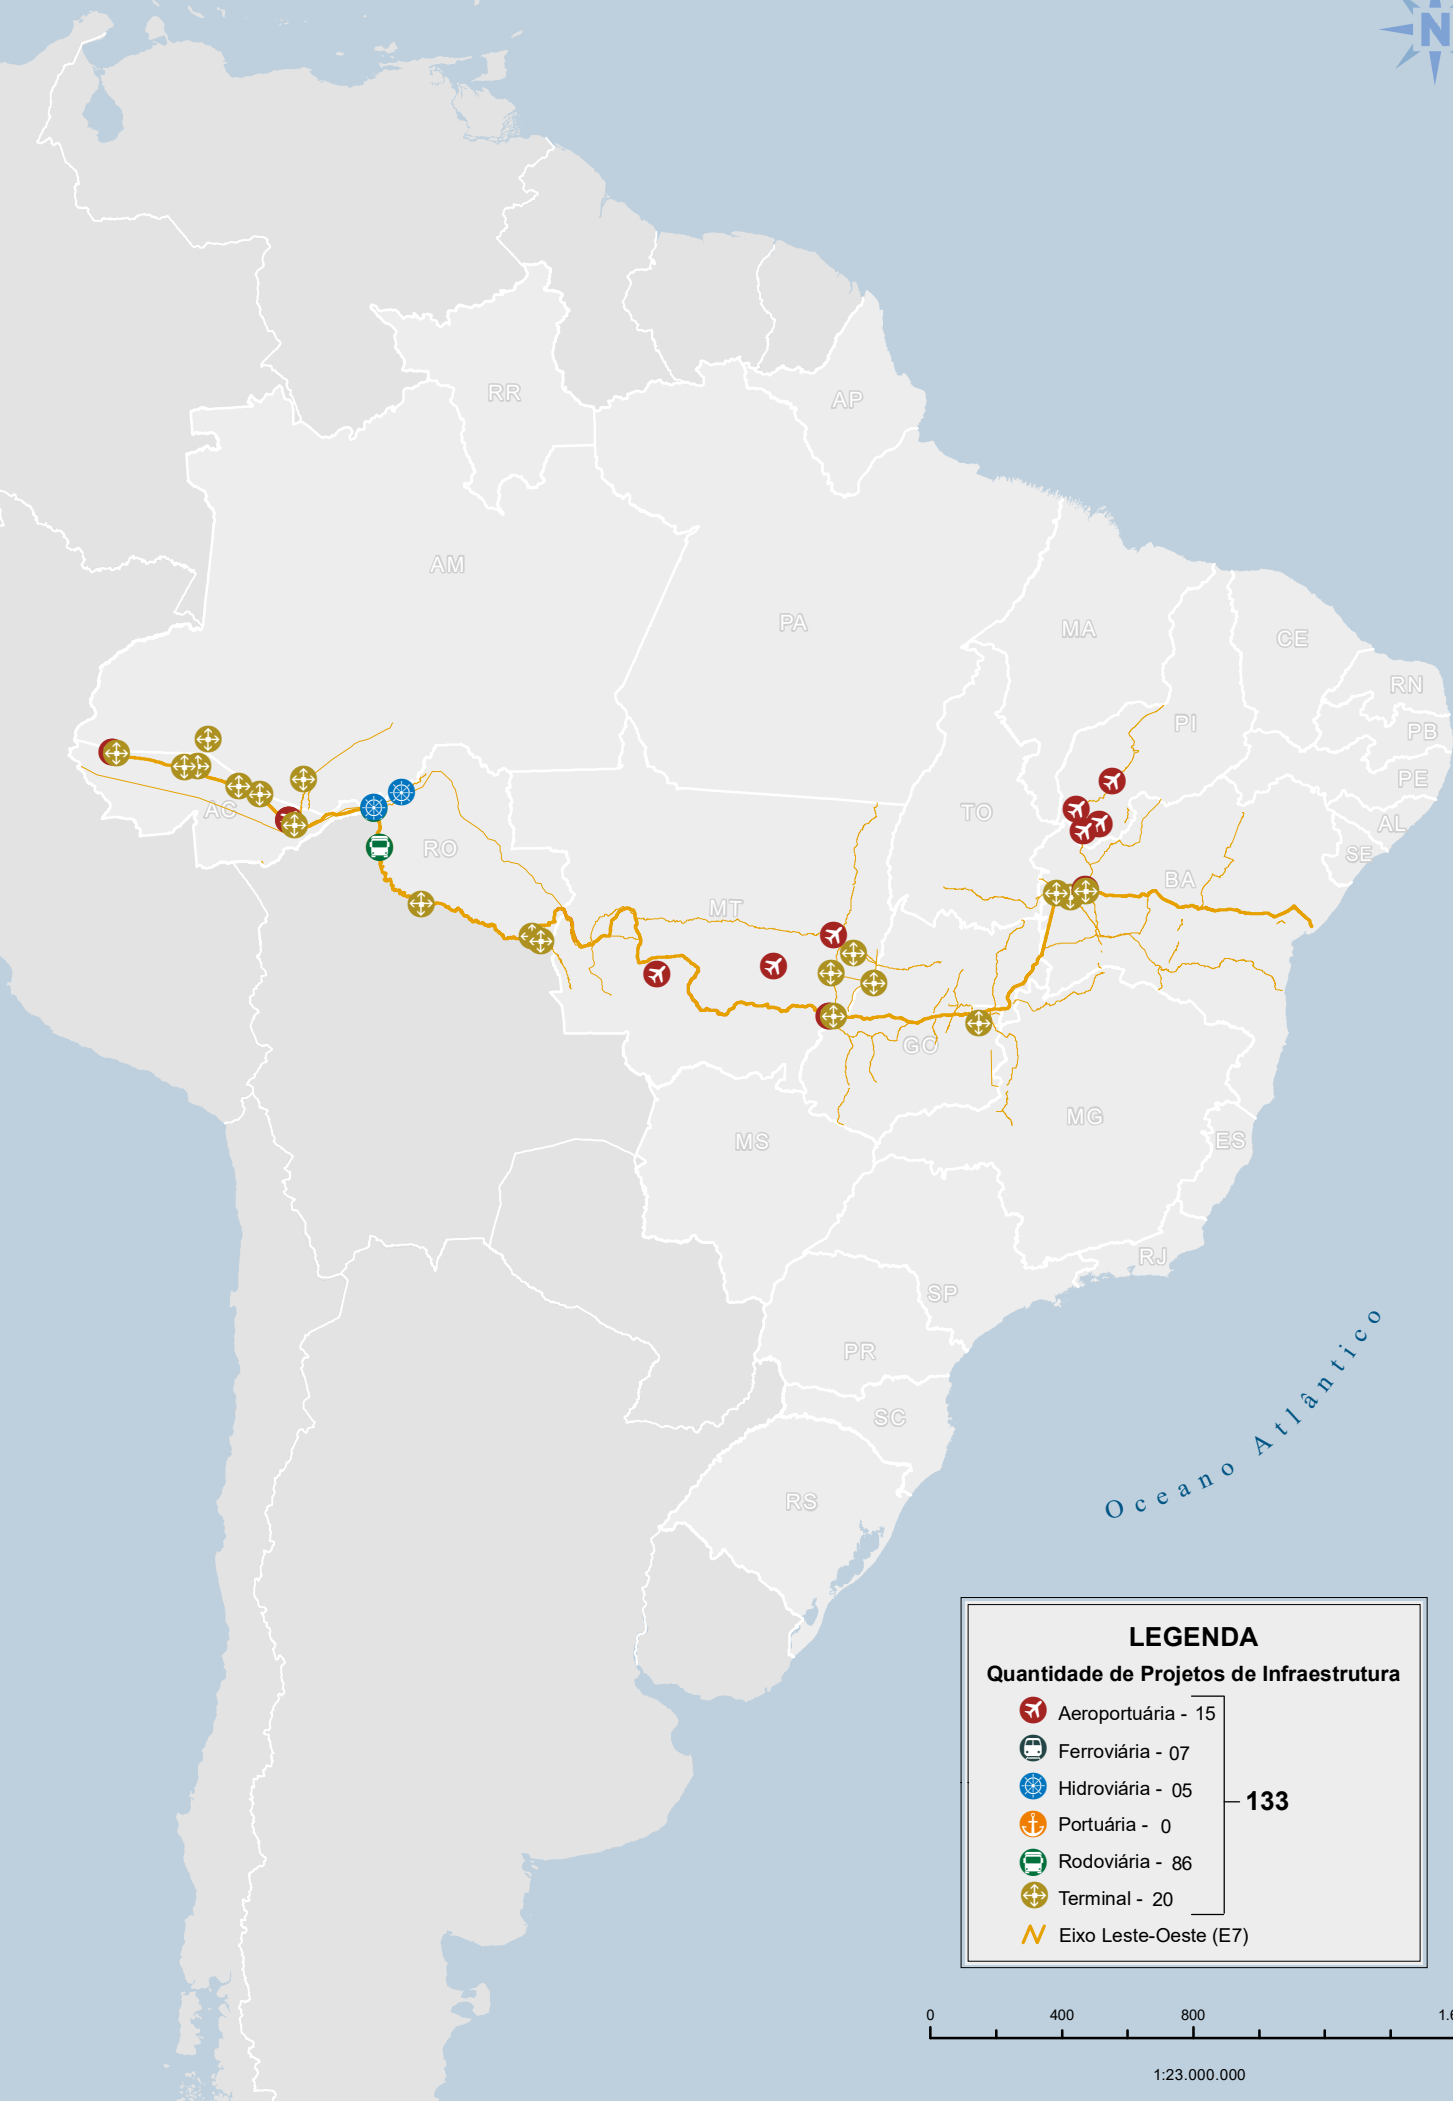 N
RR
AP
AM
PA
MA
CE
RN
PI
PB
PE
TO
AC
AL
RO
SE
BA
MT
GO
MG
MS
ES
RJ
SP
PR
SC
RS
Oceano Atlântico
LEGENDA
Quantidade de Projetos de Infraestrutura
Aeroportuária - 15
Ferroviária - 07
Hidroviária - 05
133
Portuária - 0
Rodoviária - 86
Terminal - 20
Eixo Leste-Oeste (E7)
0 400 800
1:23.000.000